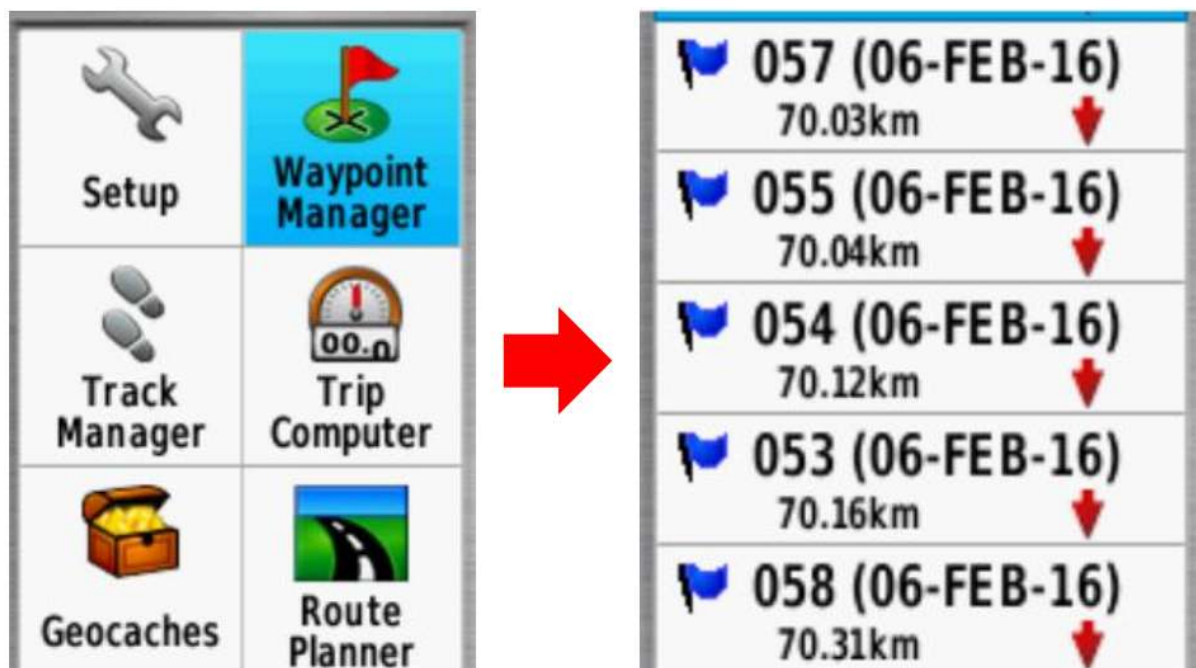 Setup
Waypoint
Manager
Track
Manager
00.0
Trip
Computer
Geocaches
Route
Planner
057 (06-FEB-16)
70.03km
055 (06-FEB-16)
70.04km
054 (06-FEB-16)
70.12km
053 (06-FEB-16)
70.16km
058 (06-FEB-16)
70.31km